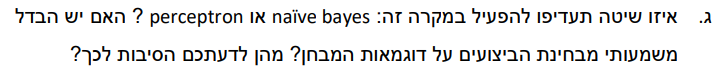 ג. איזו שיטה תעדיפו להפעיל במקרה זה: naïve bayes או perceptron ? האם יש הבדל
משמעותי מבחינת הביצועים על דוגמאות המבחן? מהן לדעתכם הסיבות לכך?